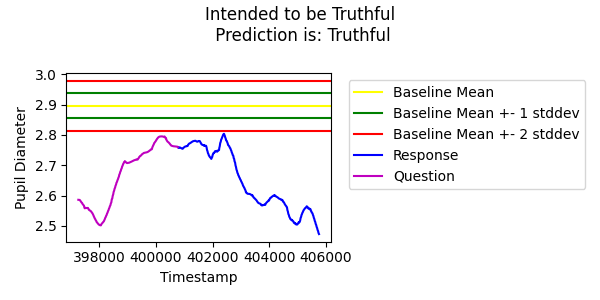 Intended to be Truthful
Prediction is: Truthful
3.0
2.9
2.8
2.7
2.6
2.5
Pupil Diameter
398000 400000 402000 404000 406000
Timestamp
Baseline Mean
Baseline Mean +- 1 stddev
Baseline Mean +- 2 stddev
Response
Question